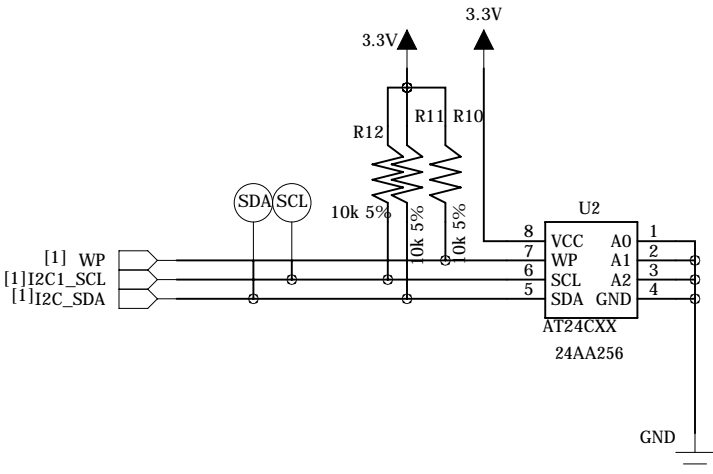 3.3V
3.3V
R12
R11
R10
SDA
SCL
10k 5%
10k 5%
10k 5%
U2
8
VCC
A0
1
[1] WP
7
WP
A1
2
[1]I2C1_SCL
6
SCL
A2
3
[1]I2C_SDA
5
SDA
GND
4
AT24CXX
24AA256
GND